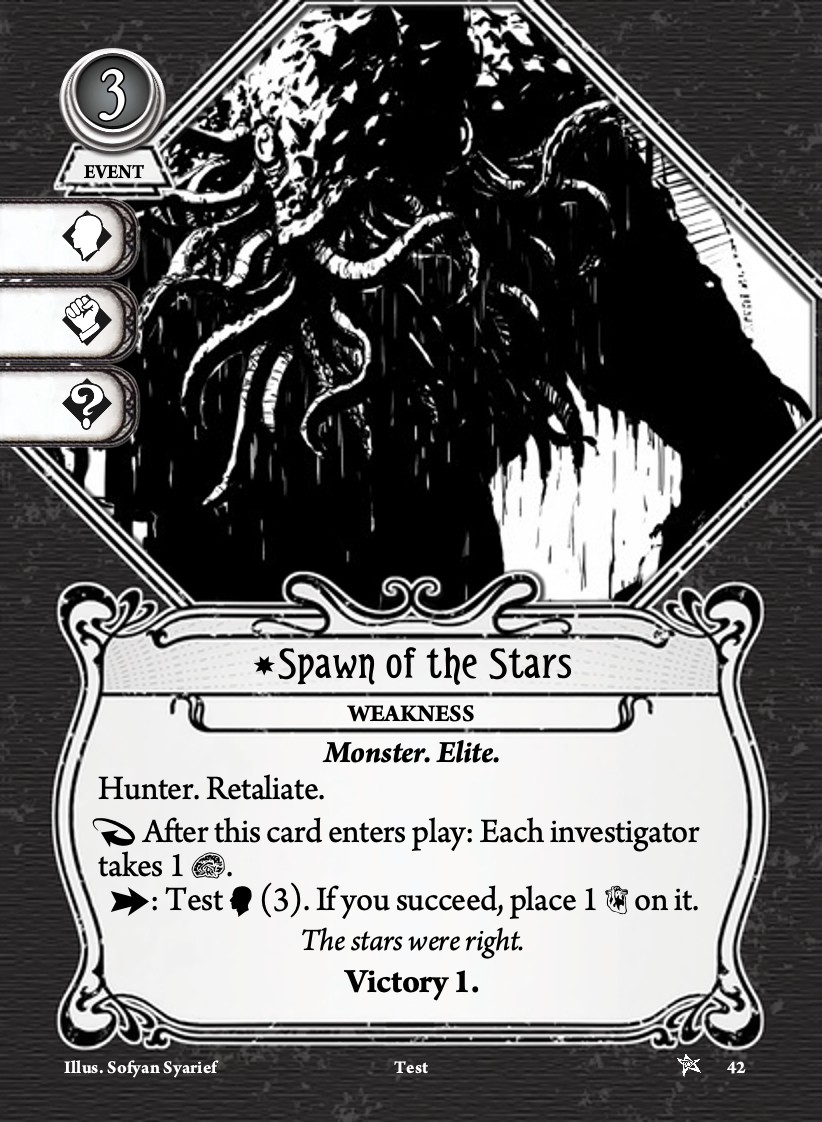 3
EVENT
Spawn of the Stars
WEAKNESS
Monster. Elite.
Hunter. Retaliate.
After this card enters play: Each investigator
takes 1 .
: Test (3). If you succeed, place 1 on it.
The stars were right.
Victory 1.
Illus. Sofyan Syarief Test 42